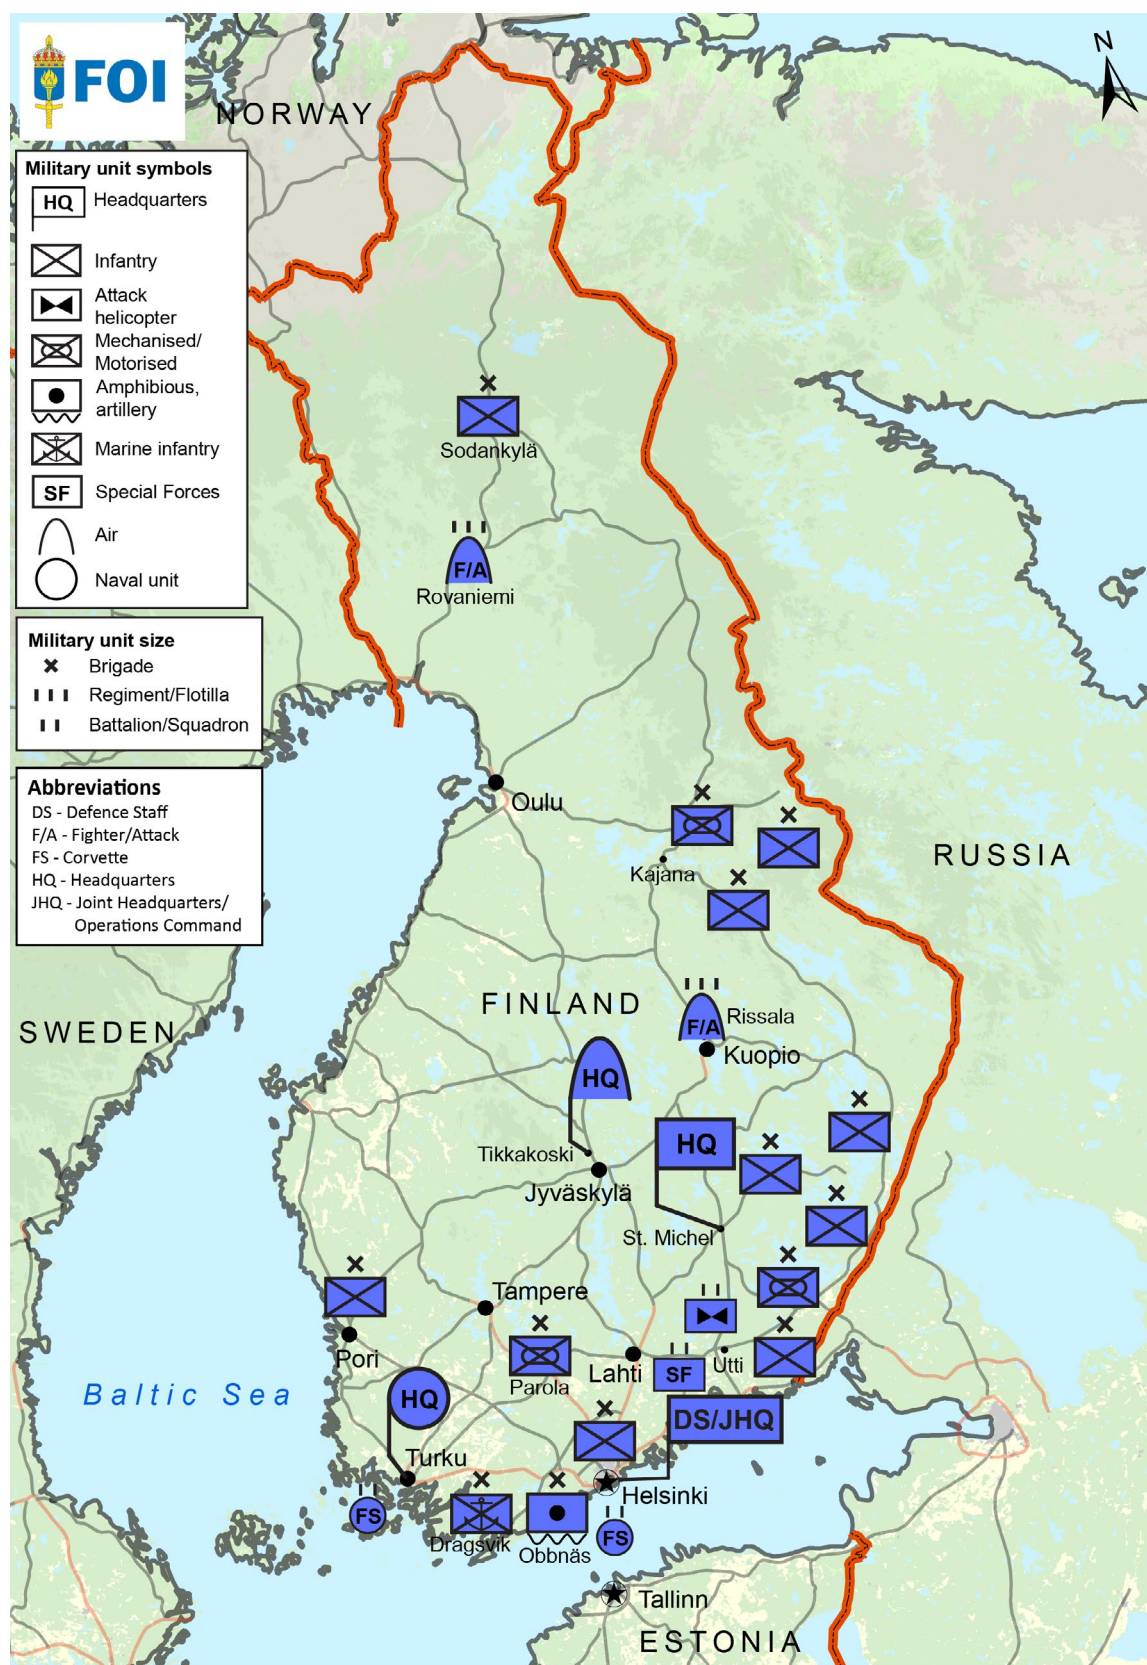 FOI
N
NORWAY
Military unit symbols
HQ Headquarters
Infantry
Attack
helicopter
Mechanised/
Motorised
Amphibious,
artillery
Marine infantry
SF Special Forces
Air
Naval unit
Military unit size
Brigade
Regiment/Flotilla
Battalion/Squadron
Abbreviations
DS - Defence Staff
F/A - Fighter/Attack
FS - Corvette
HQ - Headquarters
JHQ - Joint Headquarters/
Operations Command
Sodankylä
F/A
Rovaniemi
Oulu
RUSSIA
Kajana
FINLAND
SWEDEN
F/A
Rissala
Kuopio
HQ
HQ
Tikkakoski
Jyväskylä
St. Michel
Tampere
Pori
Parola
Lahti
Utti
SF
Baltic Sea
HQ
DS/JHQ
Turku
Helsinki
FS
Dragsvik
Obbnäs
FS
Tallinn
ESTONIA